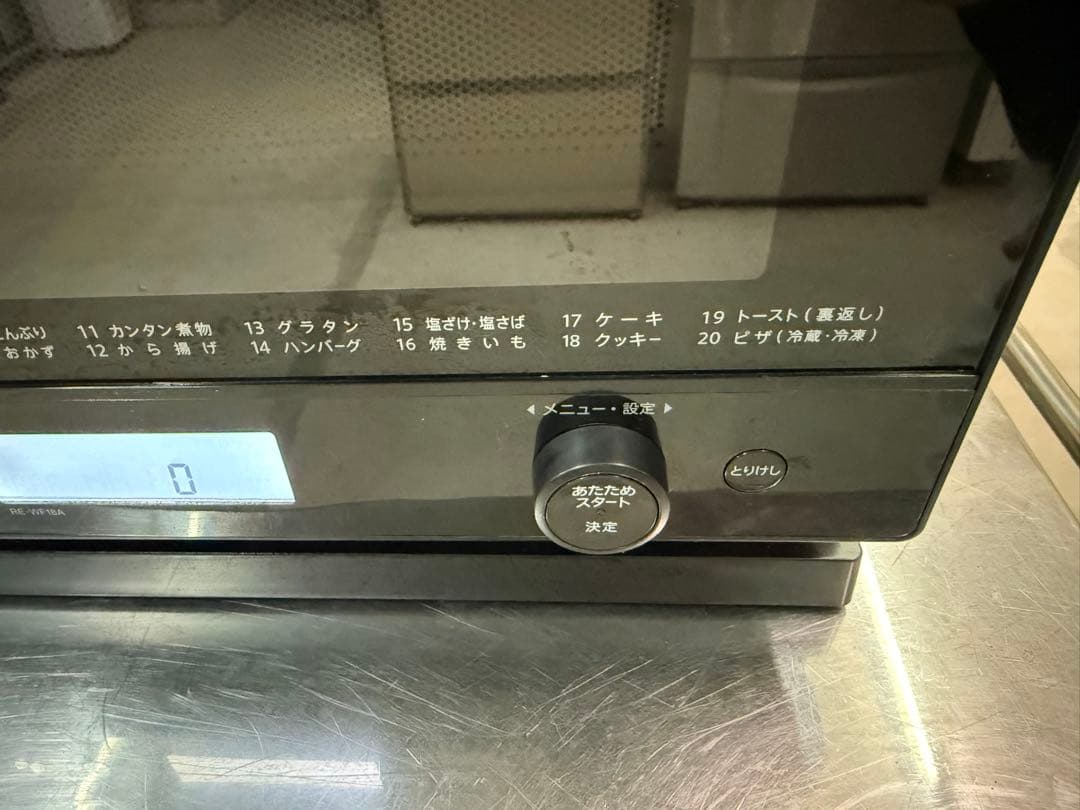 んぶり 11 カンタン煮物 13 グラタン 15 塩ざけ・塩さば 17 ケーキ 19 トースト(裏返し)
おかず 12 から揚げ 14 ハンバーグ 16 焼きいも 18 クッキー 20 ピザ(冷蔵・冷凍)
◀ メニュー・設定 ▶
0
とりけし
あたため
スタート
決定
RE-WF18A